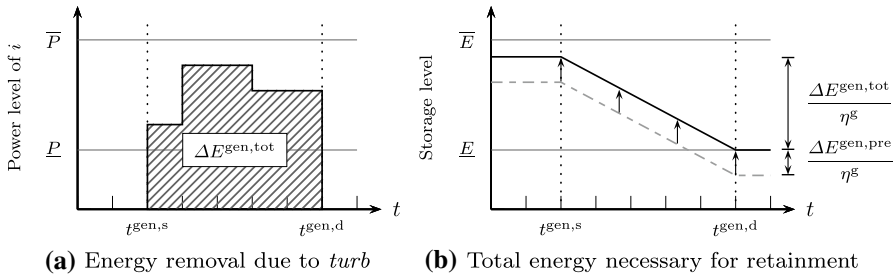 Power level of i
P̅
P̲
ΔE^gen,tot
t^gen,s
t^gen,d
t
(a) Energy removal due to turb
Storage level
E̅
E̲
t^gen,s
t^gen,d
t
ΔE^gen,tot
η^g
ΔE^gen,pre
η^g
(b) Total energy necessary for retainment